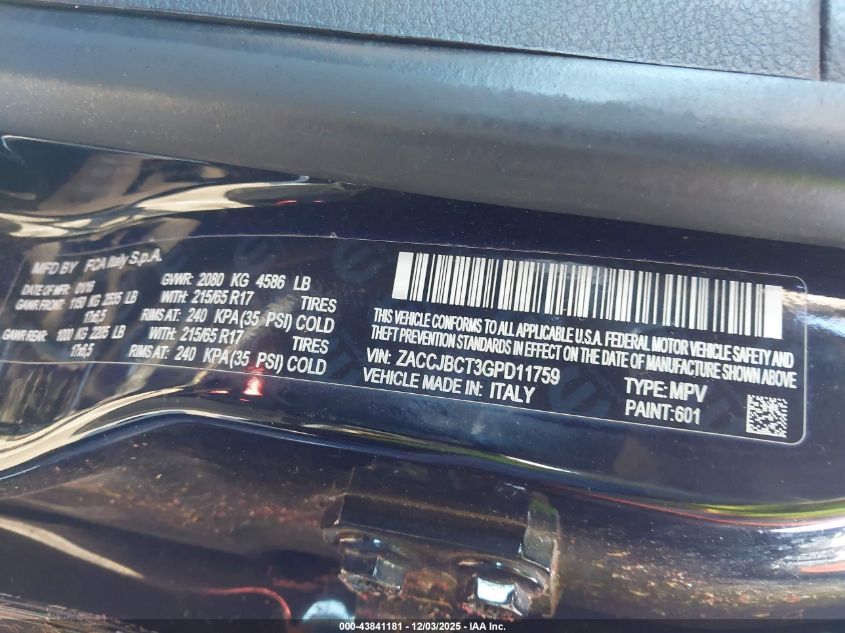 MFD BY FCA Italy S.p.A.
DATE OF MFR 01/16 GVWR: 2080 KG 4586 LB
GAWR FRONT: 1150 KG 2535 LB WITH: 215/65 R17 TIRES
17x6,5 RIMS AT: 240 KPA(35 PSI) COLD
GAWR REAR: 1000 KG 2205 LB WITH: 215/65 R17 TIRES
17x6,5 RIMS AT: 240 KPA(35 PSI) COLD
THIS VEHICLE CONFORMS TO ALL APPLICABLE U.S.A. FEDERAL MOTOR VEHICLE SAFETY AND
THEFT PREVENTION STANDARDS IN EFFECT ON THE DATE OF MANUFACTURE SHOWN ABOVE
VIN: ZACCJBCT3GPD11759 TYPE: MPV
VEHICLE MADE IN: ITALY PAINT: 601
000-43841181 - 12/03/2025 - IAA Inc.